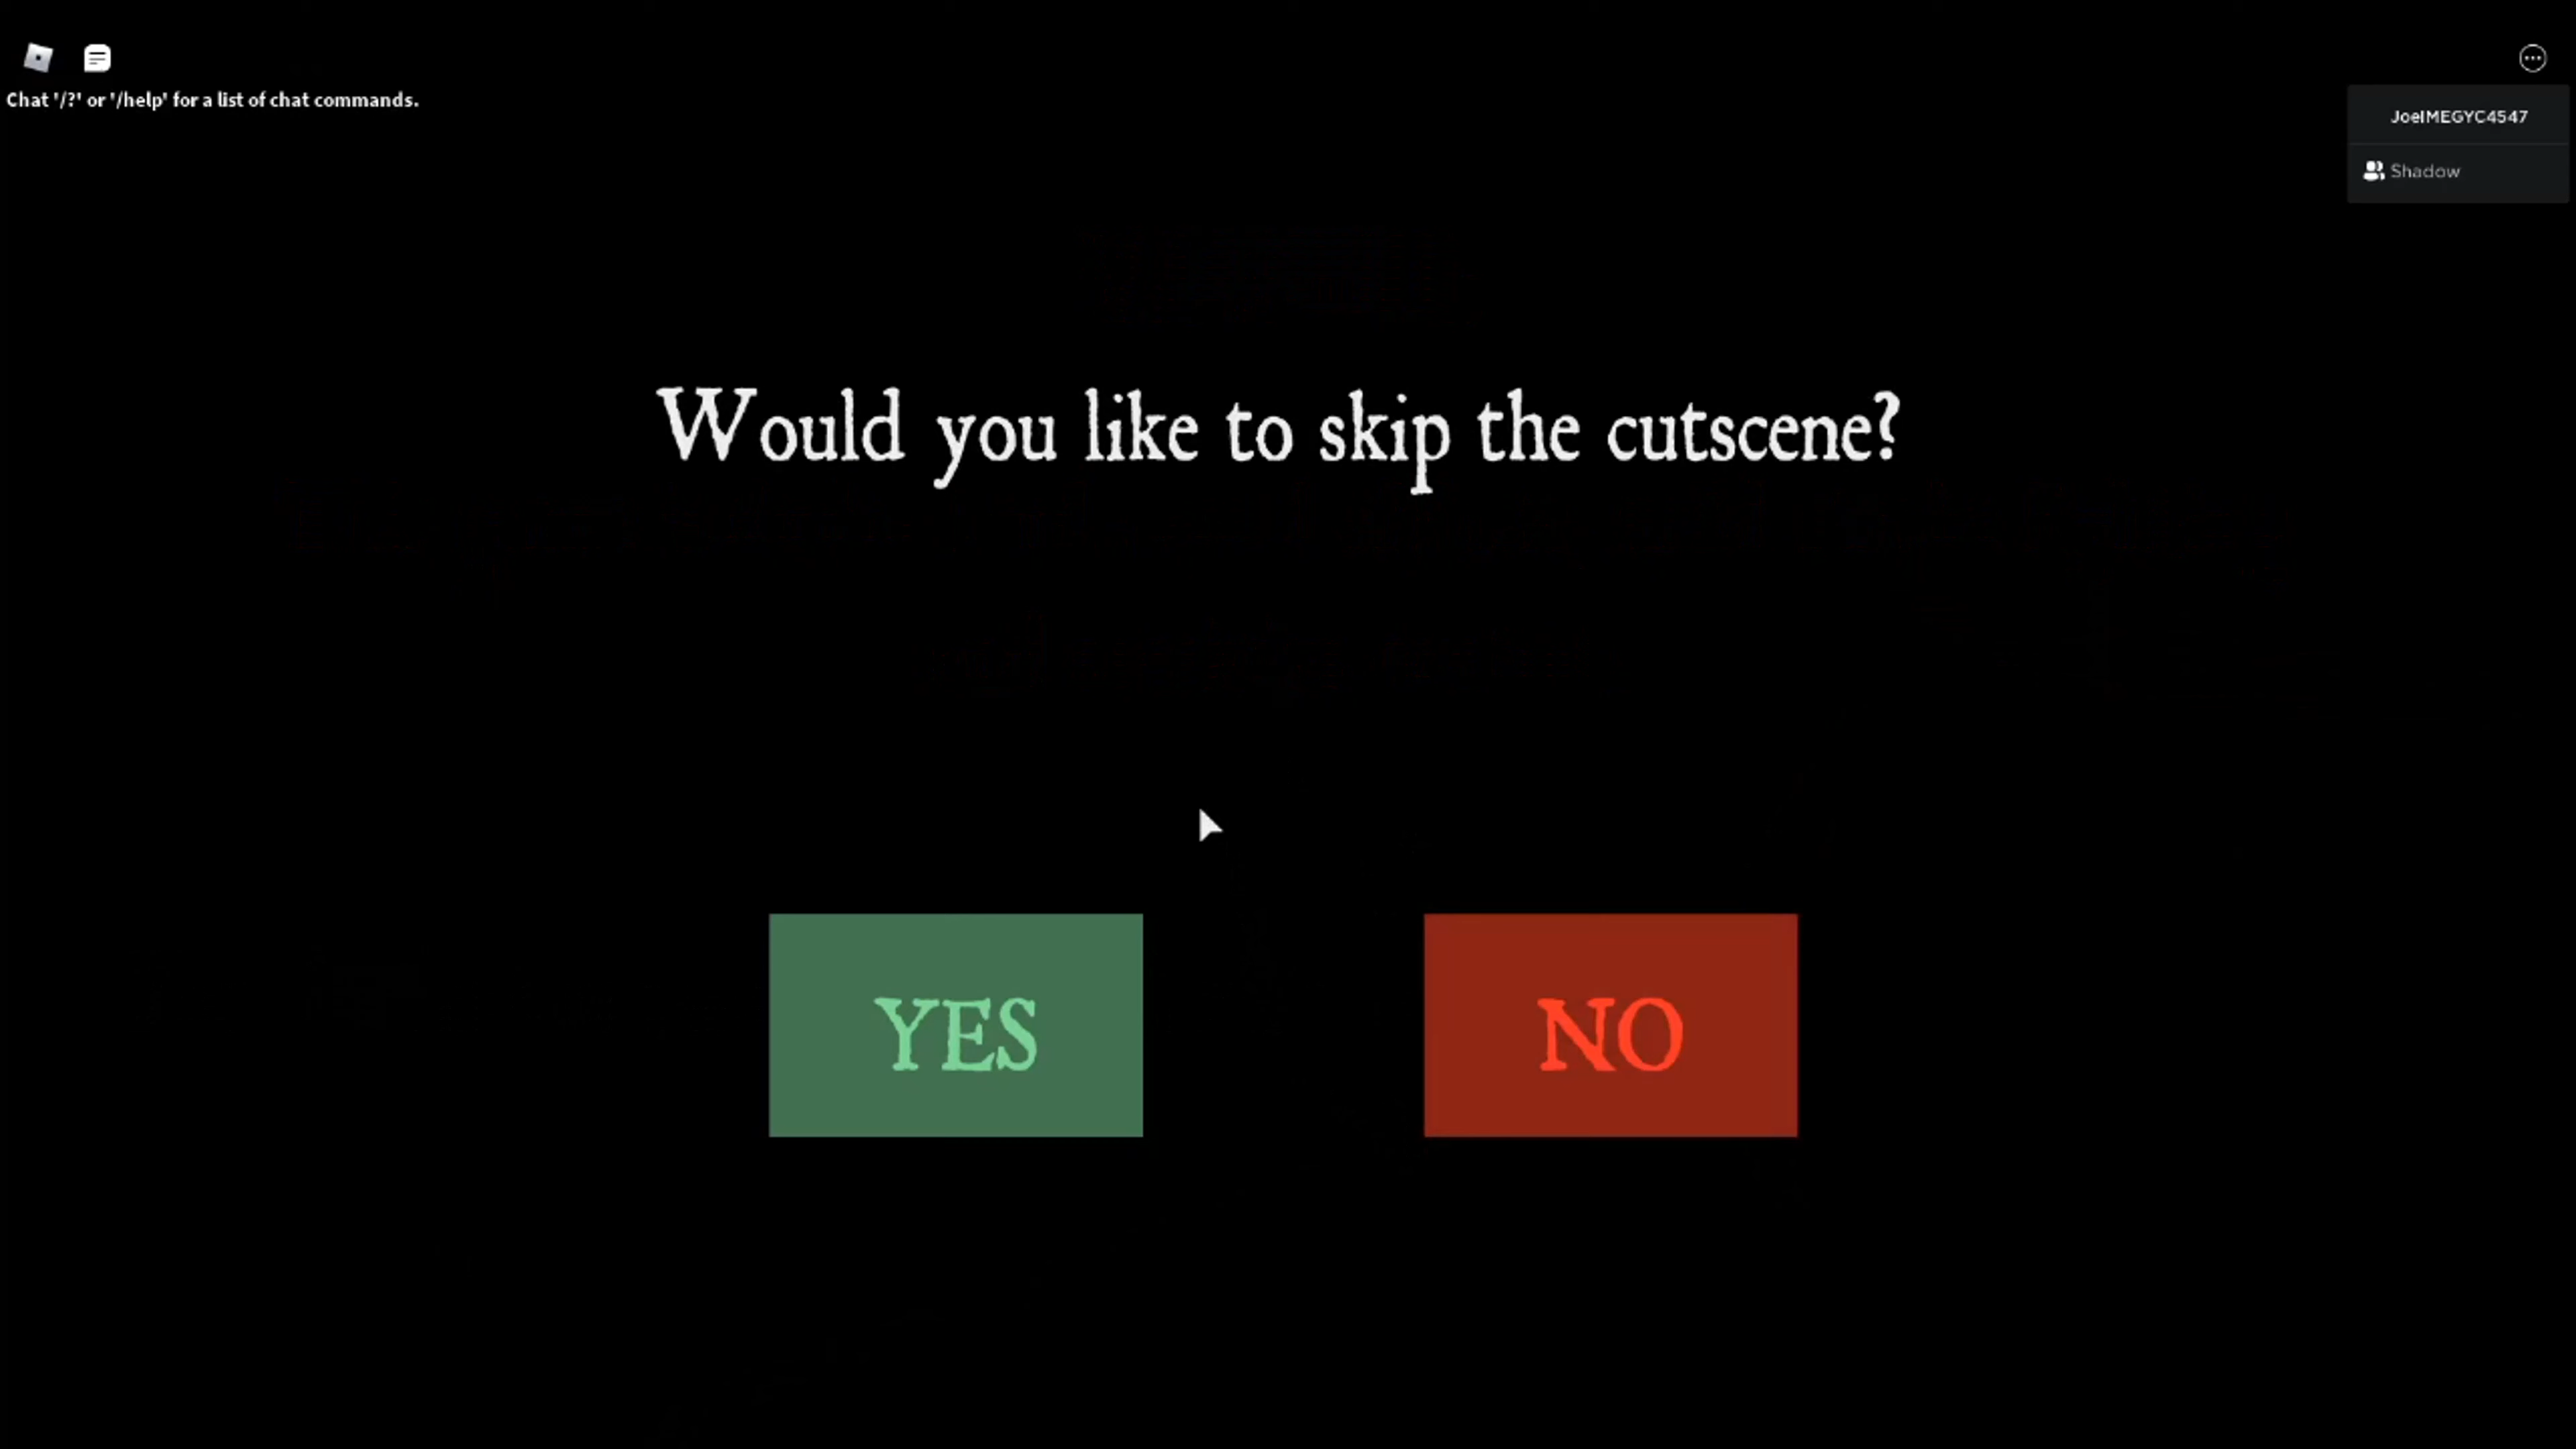 Chat '/?' or '/help' for a list of chat commands.
JoelMEGYC4547
Shadow
Would you like to skip the cutscene?
YES
NO